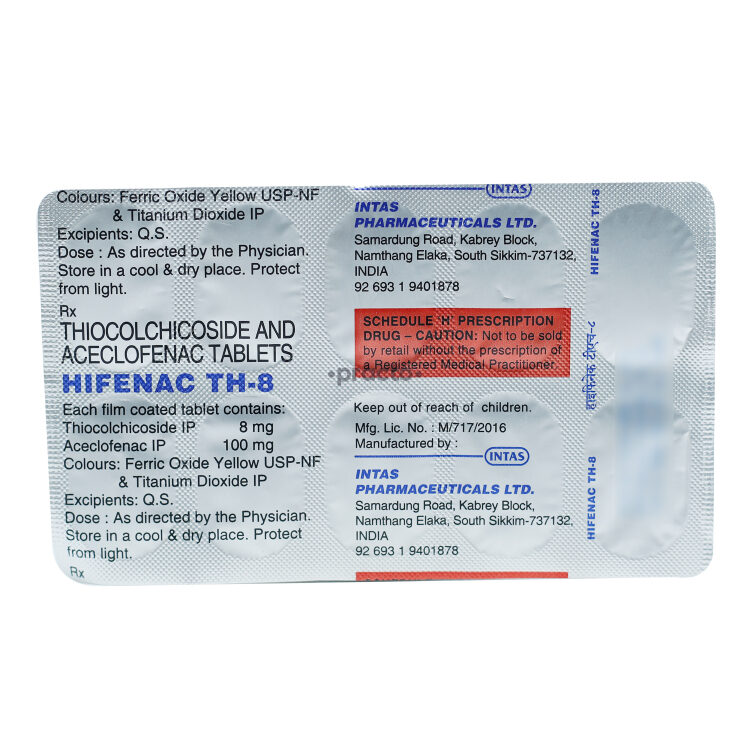 Colours: Ferric Oxide Yellow USP-NF
& Titanium Dioxide IP
Excipients: Q.S.
Dose : As directed by the Physician.
Store in a cool & dry place. Protect
from light.
Rx
THIOCOLCHICOSIDE AND
ACECLOFENAC TABLETS
HIFENAC TH-8
Each film coated tablet contains:
Thiocolchicoside IP 8 mg
Aceclofenac IP 100 mg
Colours: Ferric Oxide Yellow USP-NF
& Titanium Dioxide IP
Excipients: Q.S.
Dose : As directed by the Physician.
Store in a cool & dry place. Protect
from light.
Rx
INTAS
INTAS
PHARMACEUTICALS LTD.
Samardung Road, Kabrey Block,
Namthang Elaka, South Sikkim-737132,
INDIA
92 693 1 9401878
SCHEDULE 'H' PRESCRIPTION
DRUG – CAUTION: Not to be sold
by retail without the prescription of
a Registered Medical Practitioner.
•practo•
Keep out of reach of children.
Mfg. Lic. No. : M/717/2016
Manufactured by :
INTAS
INTAS
PHARMACEUTICALS LTD.
Samardung Road, Kabrey Block,
Namthang Elaka, South Sikkim-737132,
INDIA
92 693 1 9401878
HIFENAC TH-8
हाइफिनेक टीएच-८
HIFENAC TH-8